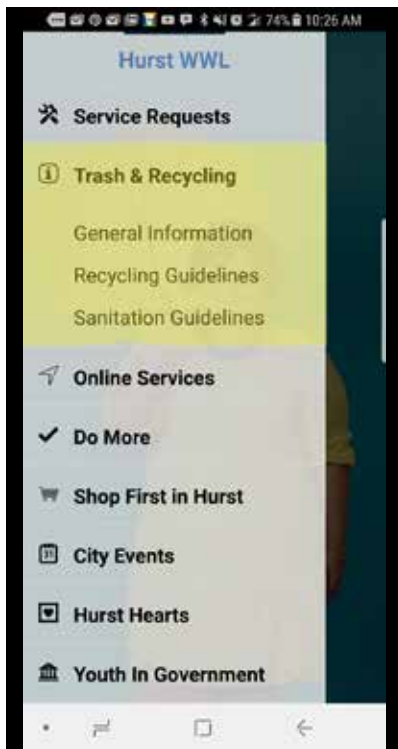 74% 10:26 AM
Hurst WWL
Service Requests
Trash & Recycling
General Information
Recycling Guidelines
Sanitation Guidelines
Online Services
Do More
Shop First in Hurst
City Events
Hurst Hearts
Youth In Government